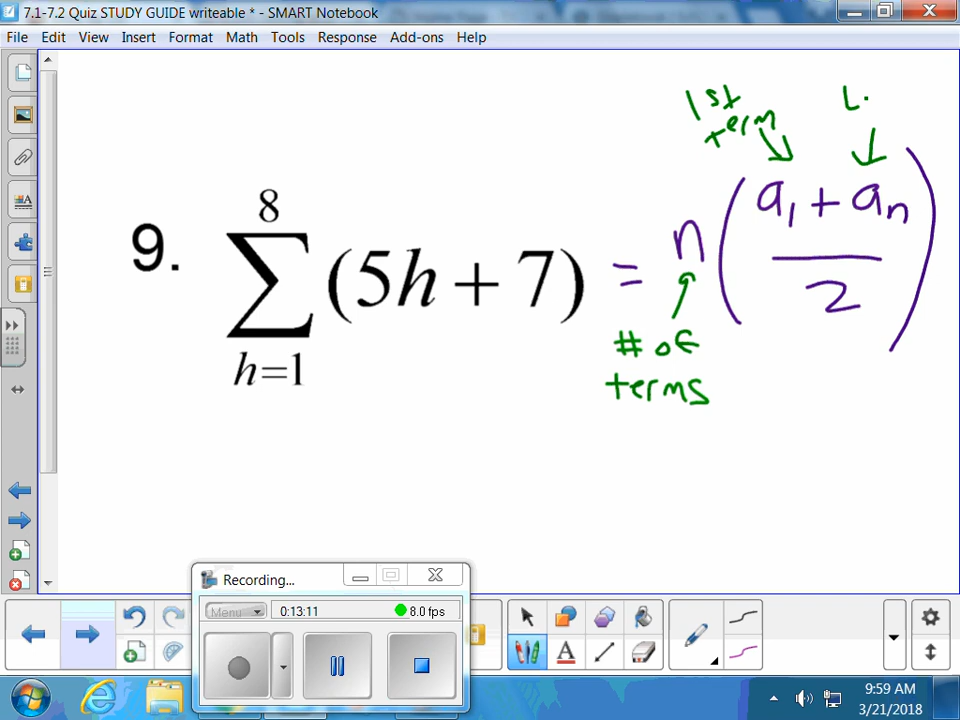 7.1-7.2 Quiz STUDY GUIDE writeable * - SMART Notebook
File Edit View Insert Format Math Tools Response Add-ons Help
1st term
L.
9. 8 ∑ h=1 (5h + 7) = n ( a₁ + aₙ / 2 )
# of
terms
Recording...
Menu 0:13:11 8.0 fps
9:59 AM
3/21/2018